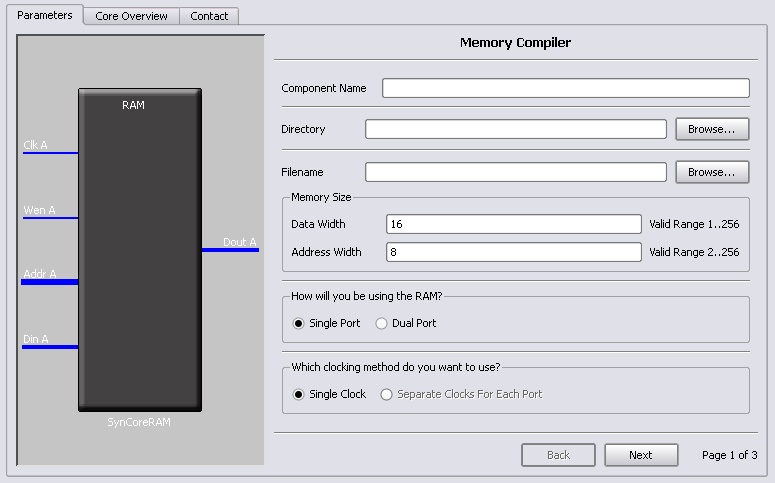 Parameters Core Overview Contact
RAM
Clk A
Wen A
Dout A
Addr A
Din A
SynCoreRAM
Memory Compiler
Component Name
Directory Browse...
Filename Browse...
Memory Size
Data Width 16 Valid Range 1..256
Address Width 8 Valid Range 2..256
How will you be using the RAM?
Single Port Dual Port
Which clocking method do you want to use?
Single Clock Separate Clocks For Each Port
Back Next Page 1 of 3